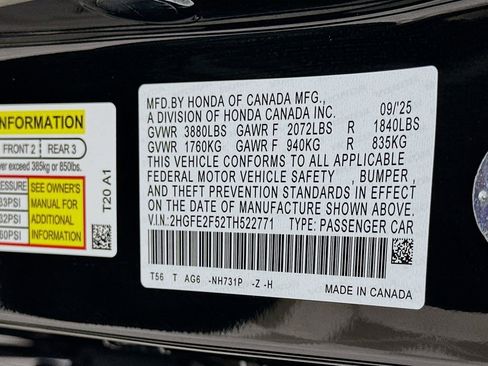 MFD.BY HONDA OF CANADA MFG.,
A DIVISION OF HONDA CANADA INC. 09/'25
GVWR 3880LBS GAWR F 2072LBS R 1840LBS
GVWR 1760KG GAWR F 940KG R 835KG
THIS VEHICLE CONFORMS TO ALL APPLICABLE
FEDERAL MOTOR VEHICLE SAFETY , BUMPER ,
AND THEFT PREVENTION STANDARDS IN EFFECT
ON THE DATE OF MANUFACTURE SHOWN ABOVE.
V.I.N: 2HGFE2F52TH522771 TYPE: PASSENGER CAR
T56 T AG6 -NH731P -Z -H
MADE IN CANADA
INFORMATION
FRONT 2 REAR 3
exceed 385kg or 850lbs.
SEE OWNER'S
MANUAL FOR
ADDITIONAL
INFORMATION
T20 A1